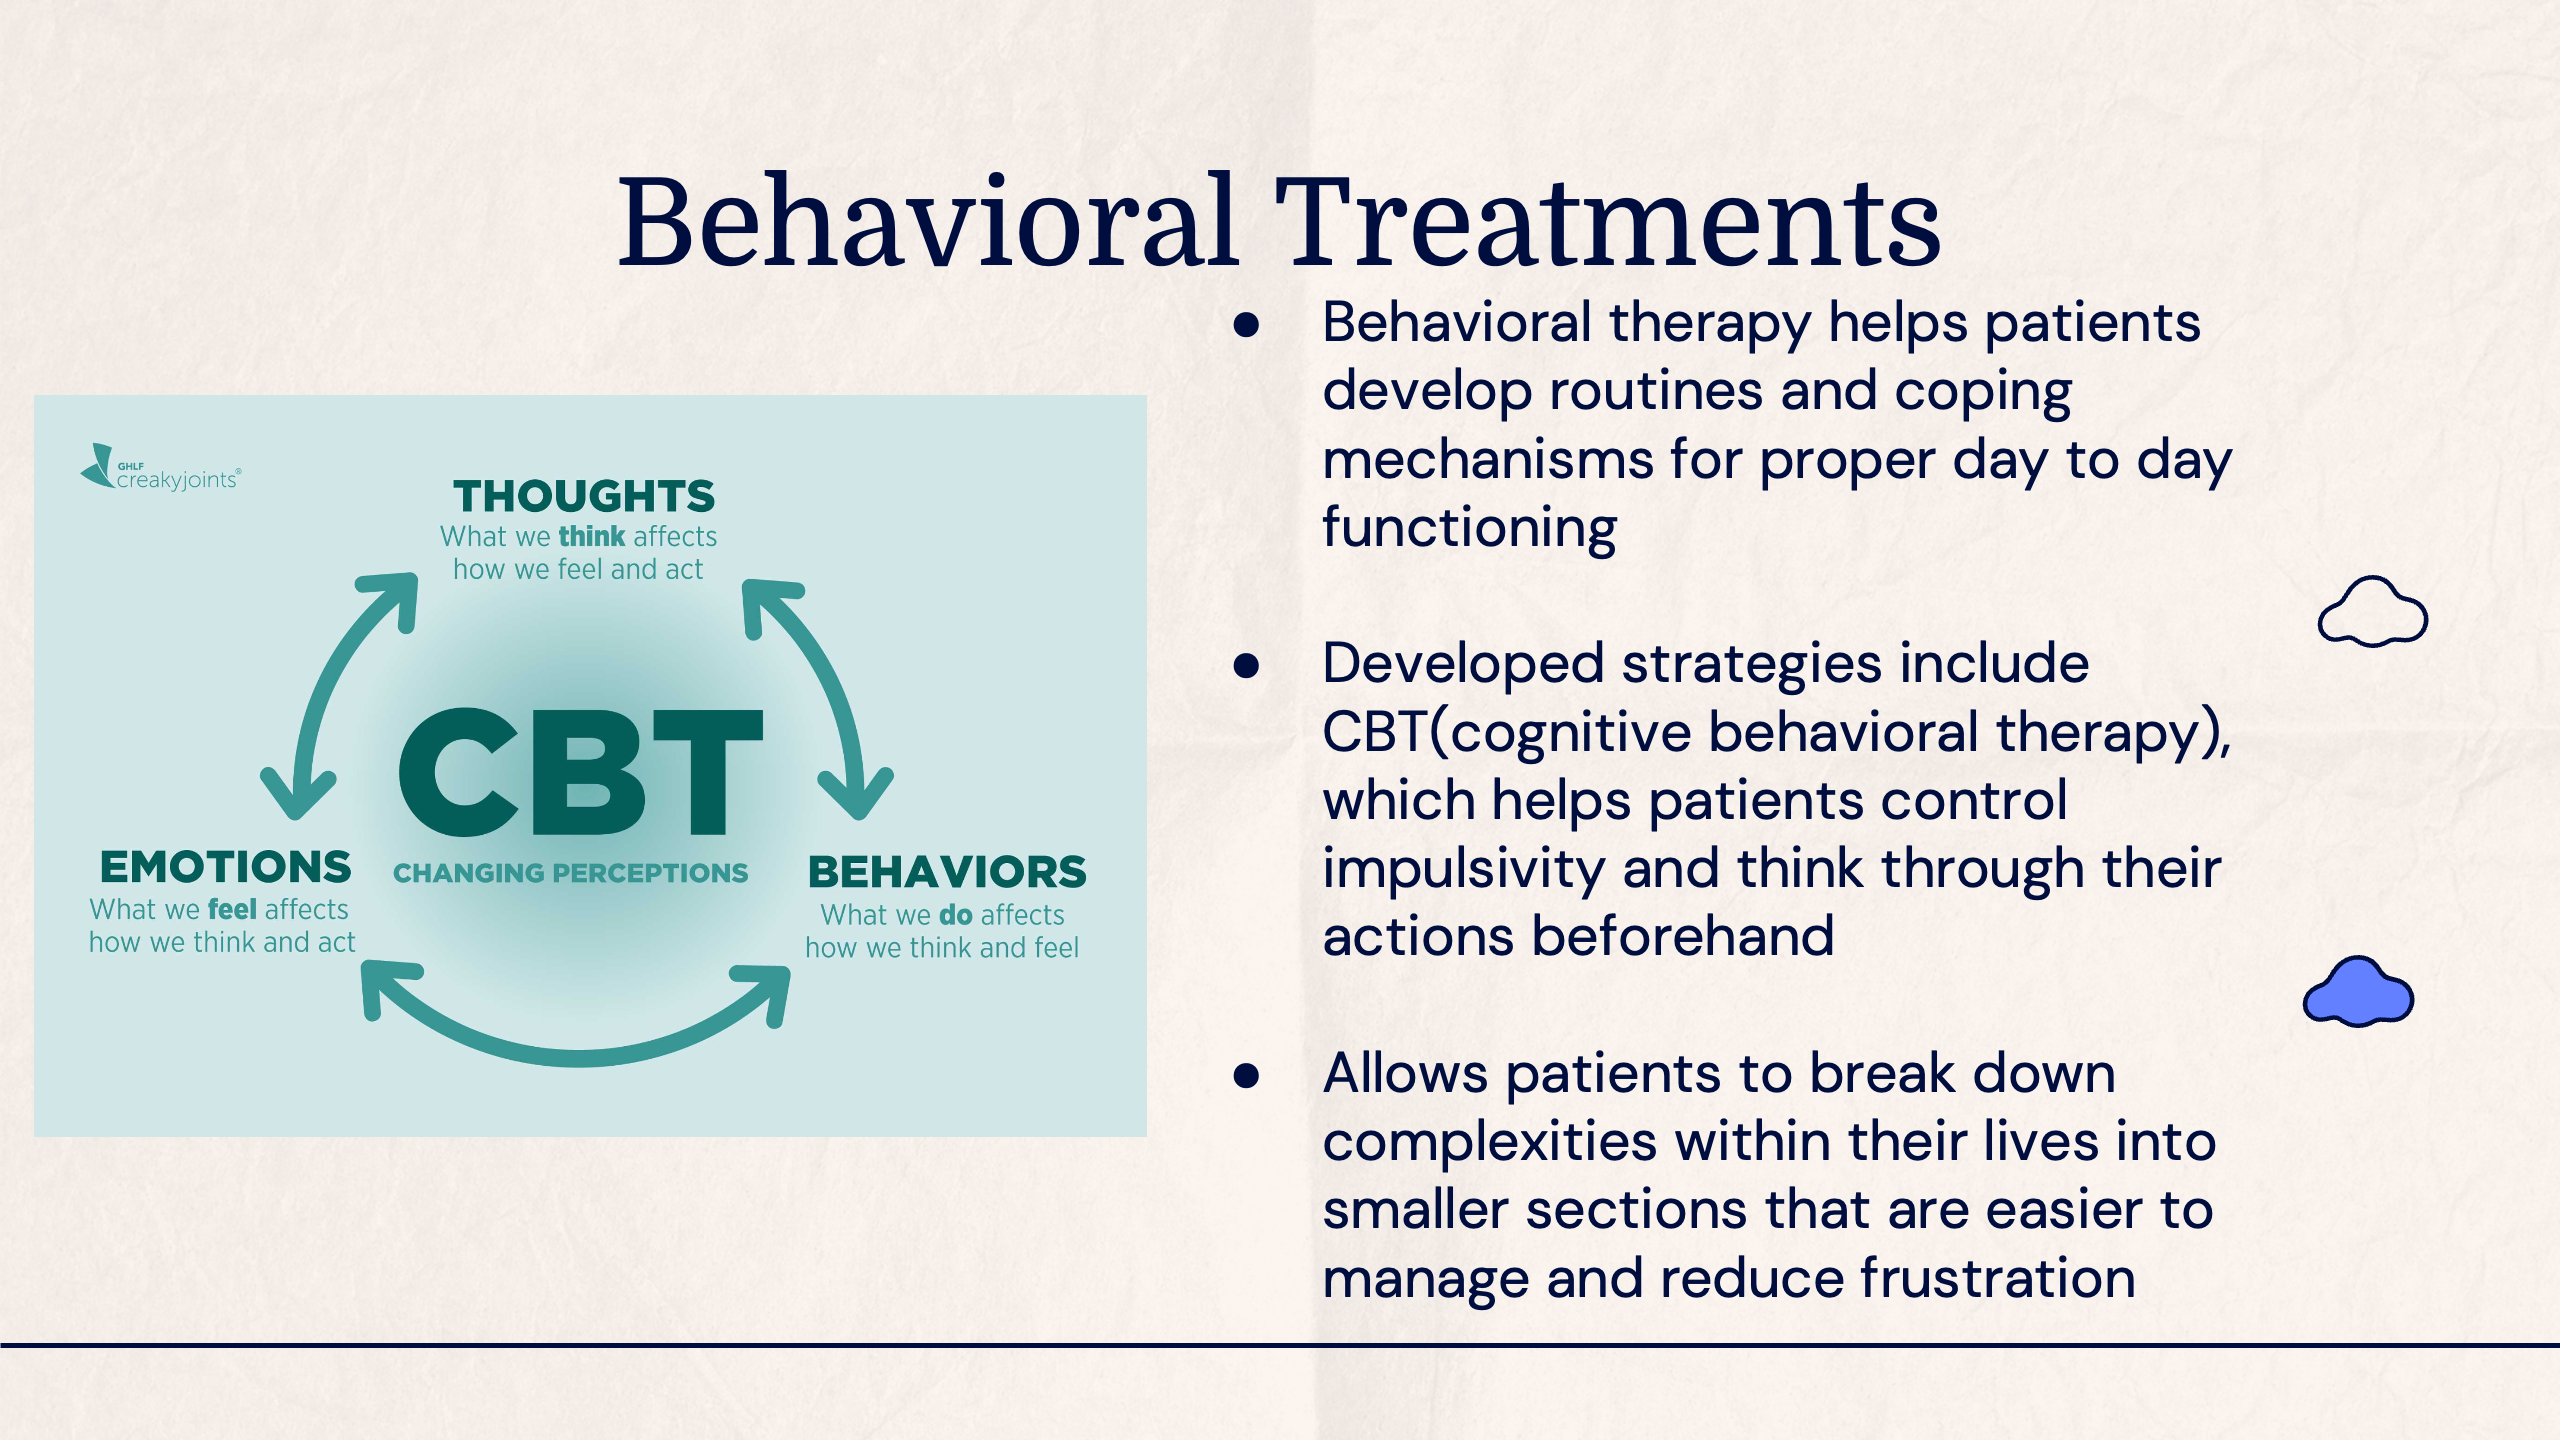 Behavioral Treatments
GHLF
creakyjoints®
THOUGHTS
What we think affects
how we feel and act
CBT
CHANGING PERCEPTIONS
EMOTIONS
What we feel affects
how we think and act
BEHAVIORS
What we do affects
how we think and feel
● Behavioral therapy helps patients
develop routines and coping
mechanisms for proper day to day
functioning
● Developed strategies include
CBT(cognitive behavioral therapy),
which helps patients control
impulsivity and think through their
actions beforehand
● Allows patients to break down
complexities within their lives into
smaller sections that are easier to
manage and reduce frustration